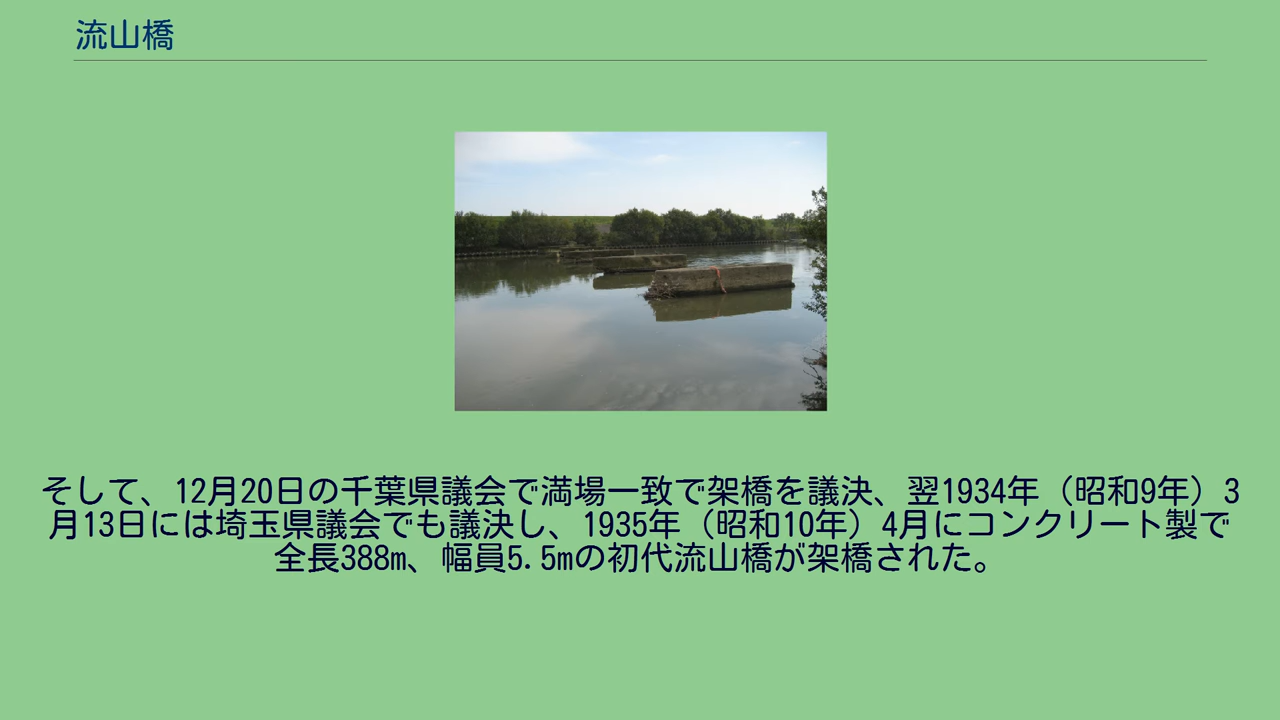 流山橋
そして、12月20日の千葉県議会で満場一致で架橋を議決、翌1934年（昭和9年）3
月13日には埼玉県議会でも議決し、1935年（昭和10年）4月にコンクリート製で
全長388m、幅員5.5mの初代流山橋が架橋された。